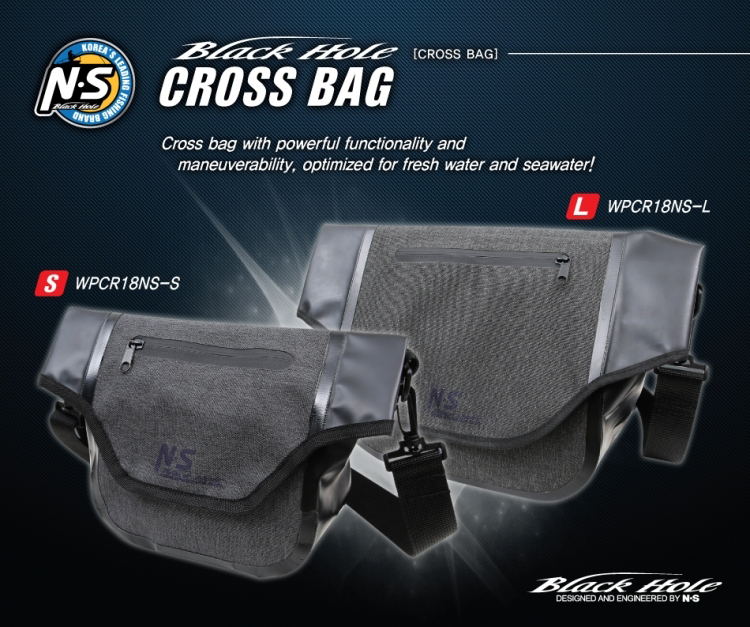 KOREA'S LEADING FISHING BRAND
N·S
Black Hole
Black Hole [CROSS BAG]
CROSS BAG
Cross bag with powerful functionality and
maneuverability, optimized for fresh water and seawater!
L WPCR18NS-L
S WPCR18NS-S
N·S
N·S
Black Hole
DESIGNED AND ENGINEERED BY N·S